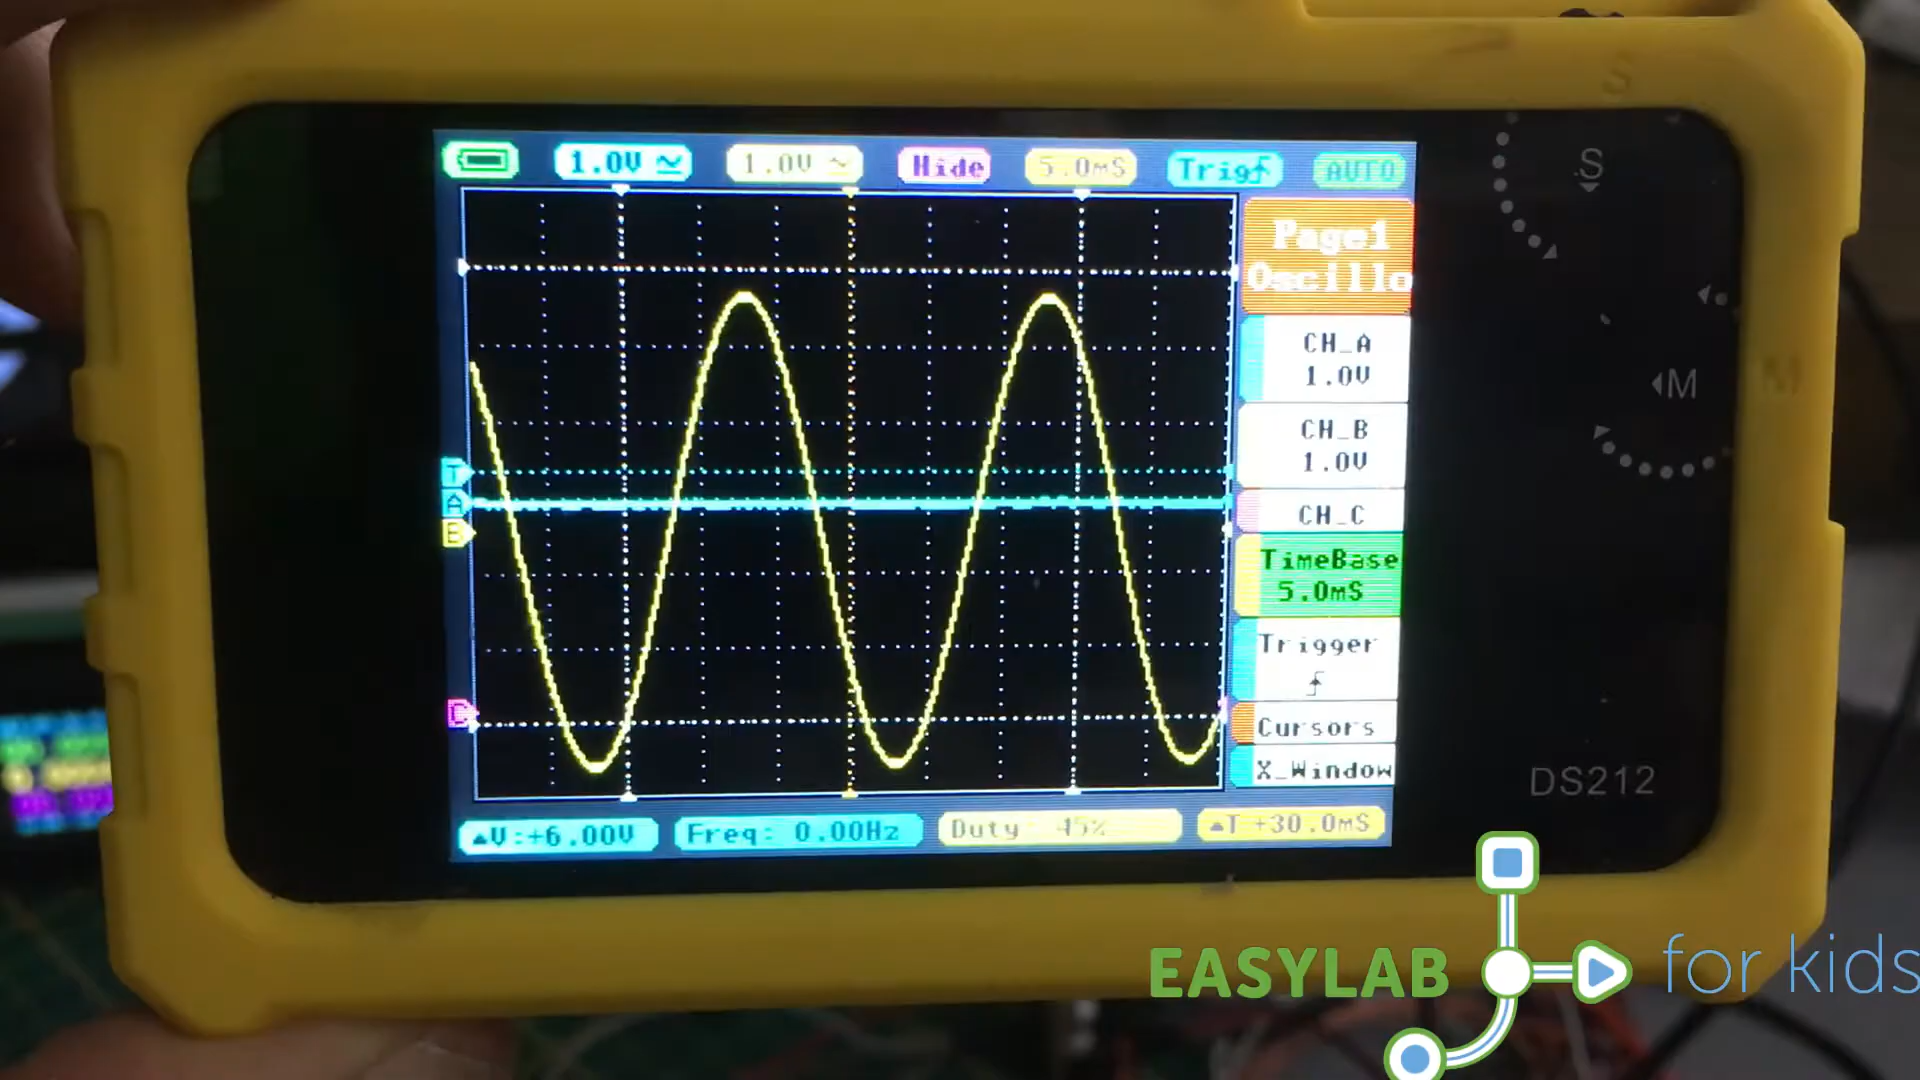 1.0V
1.0V
Hide
5.0mS
Trig
AUTO
Page1
Oscillo
CH_A
1.0V
CH_B
1.0V
CH_C
TimeBase
5.0mS
Trigger
Cursors
X_Window
T
A
B
C
▲V:+6.00V
Freq: 0.00Hz
Duty: 45%
▲T +30.0mS
S
S
M
M
DS212
EASYLAB for kids